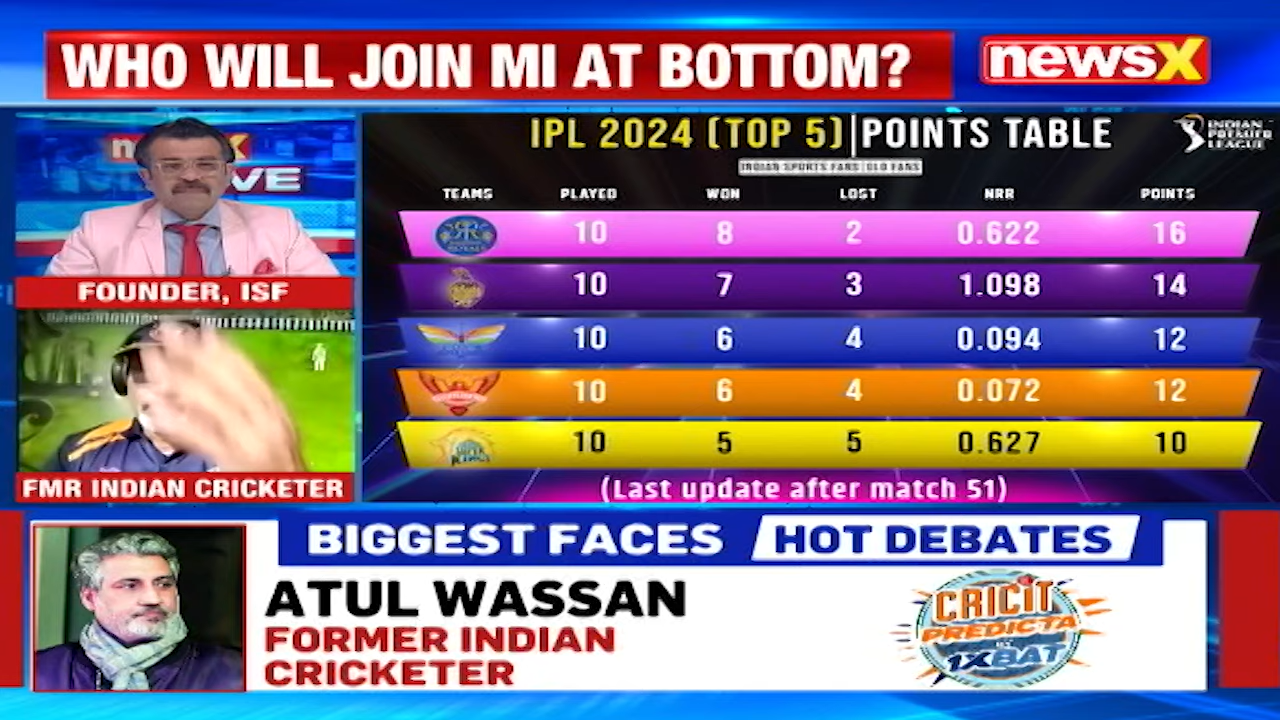 WHO WILL JOIN MI AT BOTTOM?
newsX
IPL 2024 (TOP 5)|POINTS TABLE
INDIAN PREMIER LEAGUE
INDIAN SPORTS FANS OLD FANS
TEAMS PLAYED WON LOST NRR POINTS
10 8 2 0.622 16
10 7 3 1.098 14
10 6 4 0.094 12
10 6 4 0.072 12
10 5 5 0.627 10
(Last update after match 51)
FOUNDER, ISF
FMR INDIAN CRICKETER
BIGGEST FACES HOT DEBATES
ATUL WASSAN
FORMER INDIAN
CRICKETER
CRICIT
PREDICTA
1XBAT